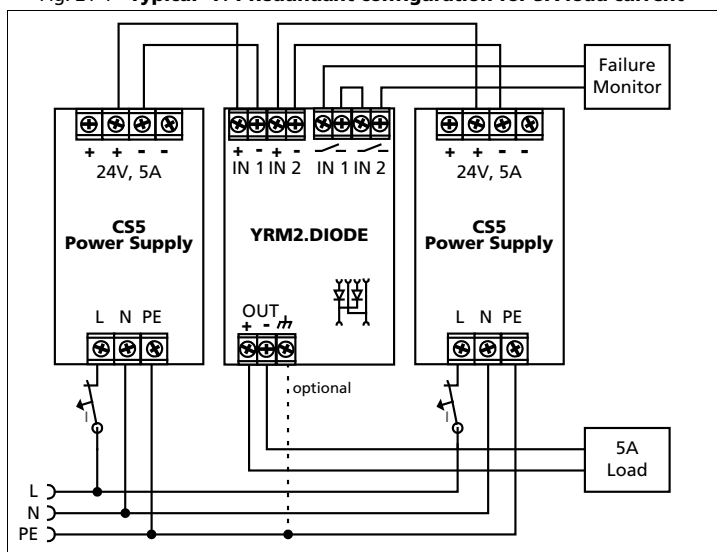 Fig. 21-1 Typical "1+1 Redundant configuration for 5A load current
Failure
Monitor
+ + - -
24V, 5A
CS5
Power Supply
L N PE
+ - + -
IN 1 IN 2 IN 1 IN 2
YRM2.DIODE
OUT
+ -
optional
+ + - -
24V, 5A
CS5
Power Supply
L N PE
I
I
5A
Load
L
N
PE